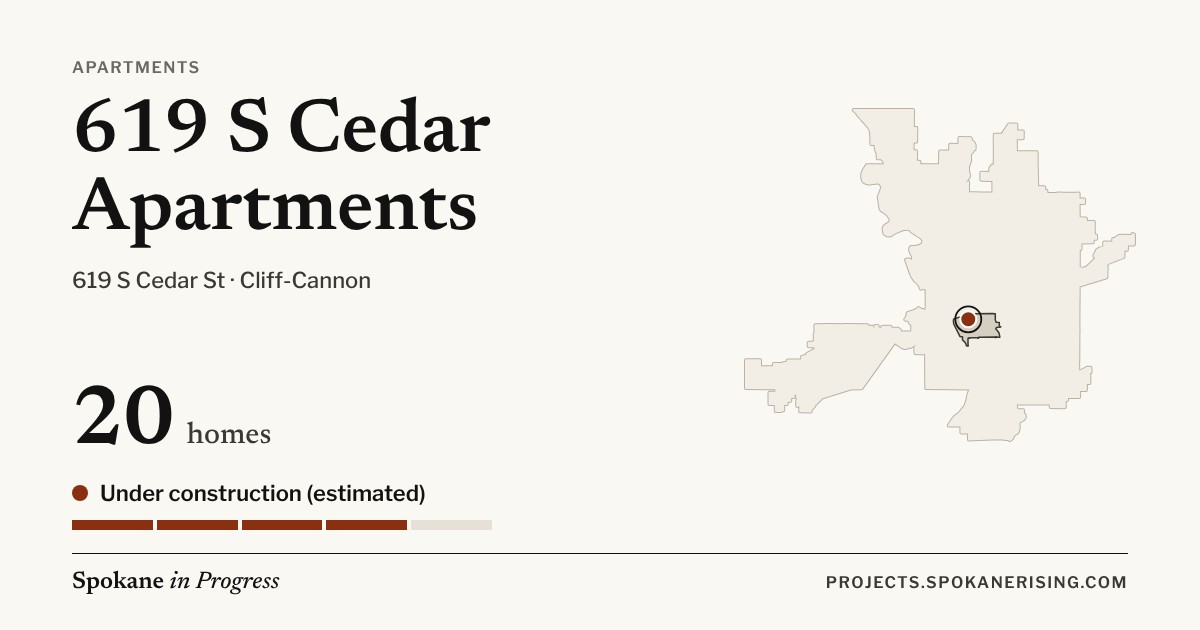 APARTMENTS
619 S Cedar
Apartments
619 S Cedar St · Cliff-Cannon
20 homes
Under construction (estimated)
Spokane in Progress
PROJECTS.SPOKANERISING.COM